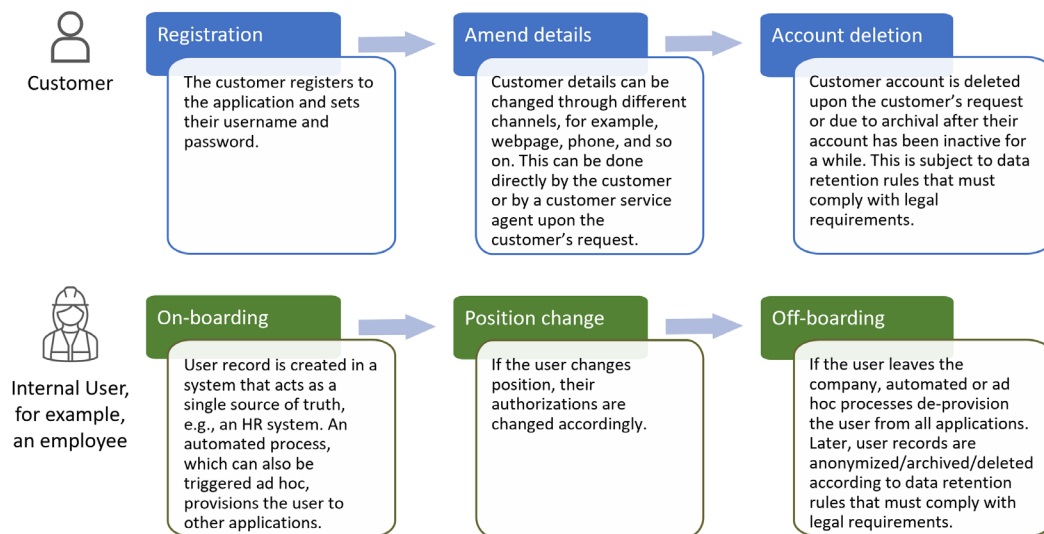 Customer
Registration
The customer registers to
the application and sets
their username and
password.
Amend details
Customer details can be
changed through different
channels, for example,
webpage, phone, and so
on. This can be done
directly by the customer
or by a customer service
agent upon the
customer's request.
Account deletion
Customer account is deleted
upon the customer's request
or due to archival after their
account has been inactive for
a while. This is subject to data
retention rules that must
comply with legal
requirements.
Internal User,
for example,
an employee
On-boarding
User record is created in a
system that acts as a
single source of truth,
e.g., an HR system. An
automated process,
which can also be
triggered ad hoc,
provisions the user to
other applications.
Position change
If the user changes
position, their
authorizations are
changed accordingly.
Off-boarding
If the user leaves the
company, automated or ad
hoc processes de-provision
the user from all applications.
Later, user records are
anonymized/archived/deleted
according to data retention
rules that must comply with
legal requirements.